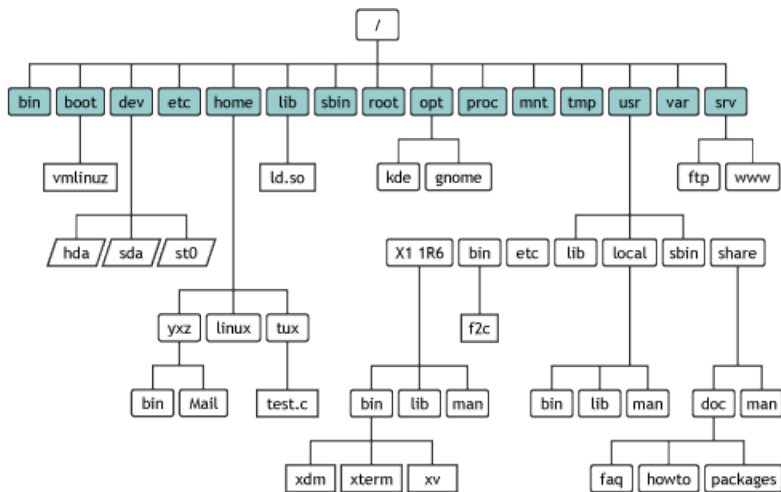 /
bin boot dev etc home lib sbin root opt proc mnt tmp usr var srv
vmlinuz ld.so kde gnome ftp www
hda sda st0 X1 1R6 bin etc lib local sbin share
yxz linux tux f2c
bin Mail test.c bin lib man bin lib man doc man
xdm xterm xv faq howto packages